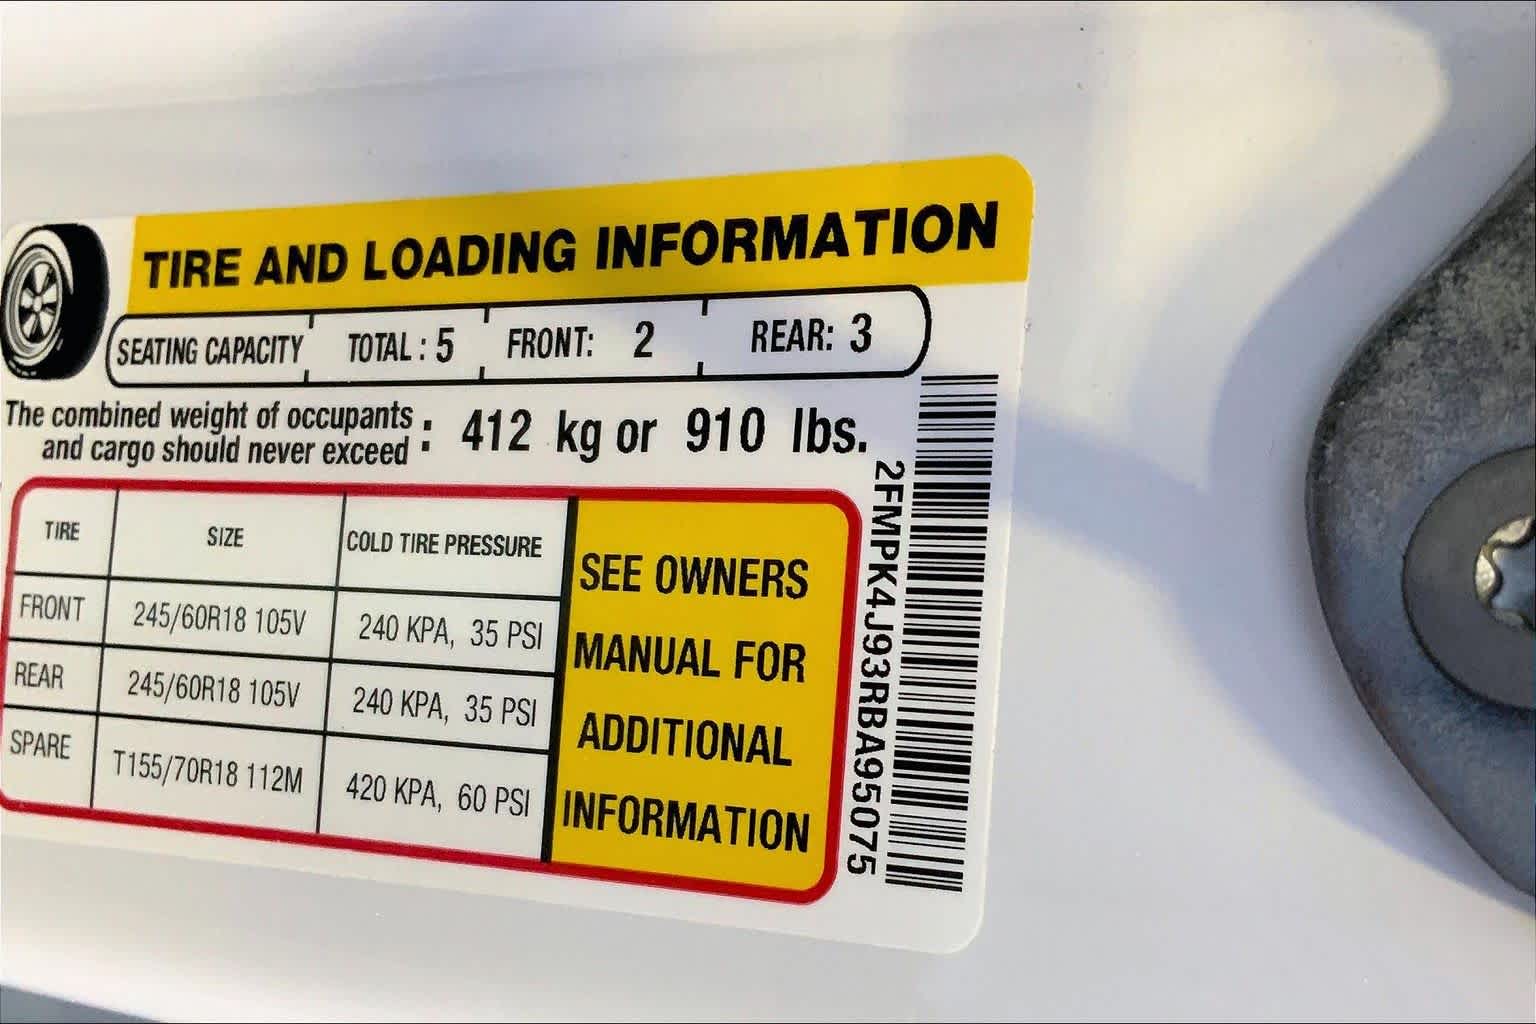 TIRE AND LOADING INFORMATION
SEATING CAPACITY TOTAL : 5 FRONT: 2 REAR: 3
The combined weight of occupants
and cargo should never exceed : 412 kg or 910 lbs.
TIRE SIZE COLD TIRE PRESSURE
FRONT 245/60R18 105V 240 KPA, 35 PSI
REAR 245/60R18 105V 240 KPA, 35 PSI
SPARE T155/70R18 112M 420 KPA, 60 PSI
SEE OWNERS
MANUAL FOR
ADDITIONAL
INFORMATION
2FMPK4J93RBA95075